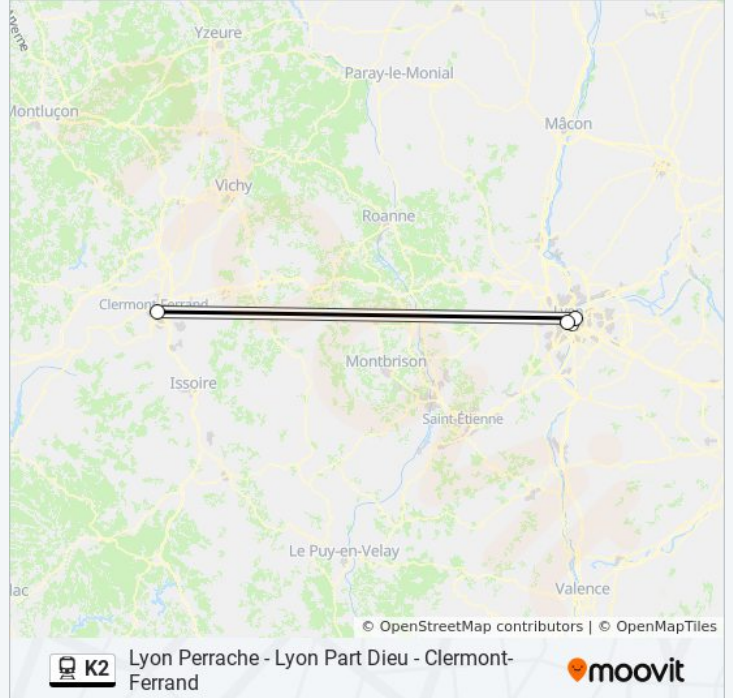 Yzeure
Paray-le-Monial
Montluçon
Mâcon
Vichy
Roanne
Clermont-Ferrand
Montbrison
Issoire
Saint-Étienne
Le Puy-en-Velay
Valence
lac
© OpenStreetMap contributors | © OpenMapTiles
K2
Lyon Perrache - Lyon Part Dieu - Clermont-
Ferrand
moovit